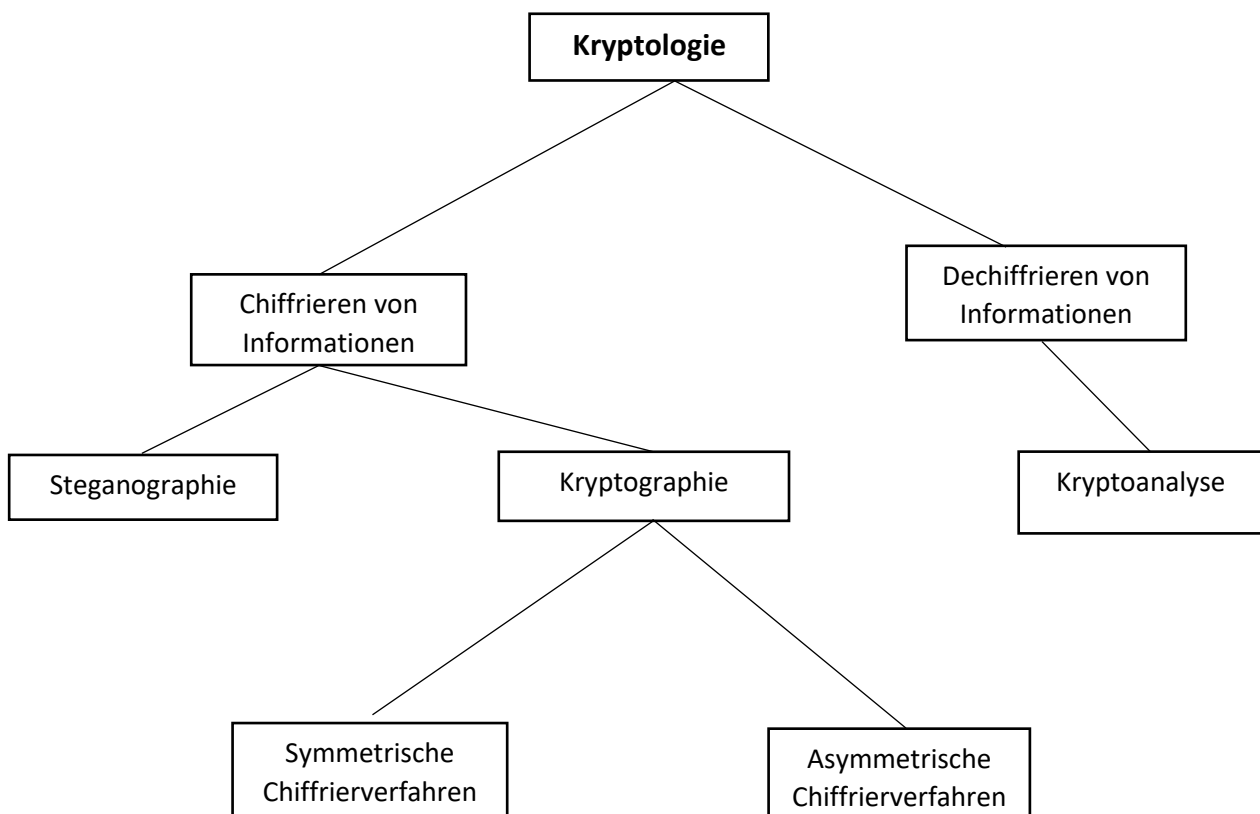 Kryptologie
Chiffrieren von
Informationen
Dechiffrieren von
Informationen
Steganographie
Kryptographie
Kryptoanalyse
Symmetrische
Chiffrierverfahren
Asymmetrische
Chiffrierverfahren